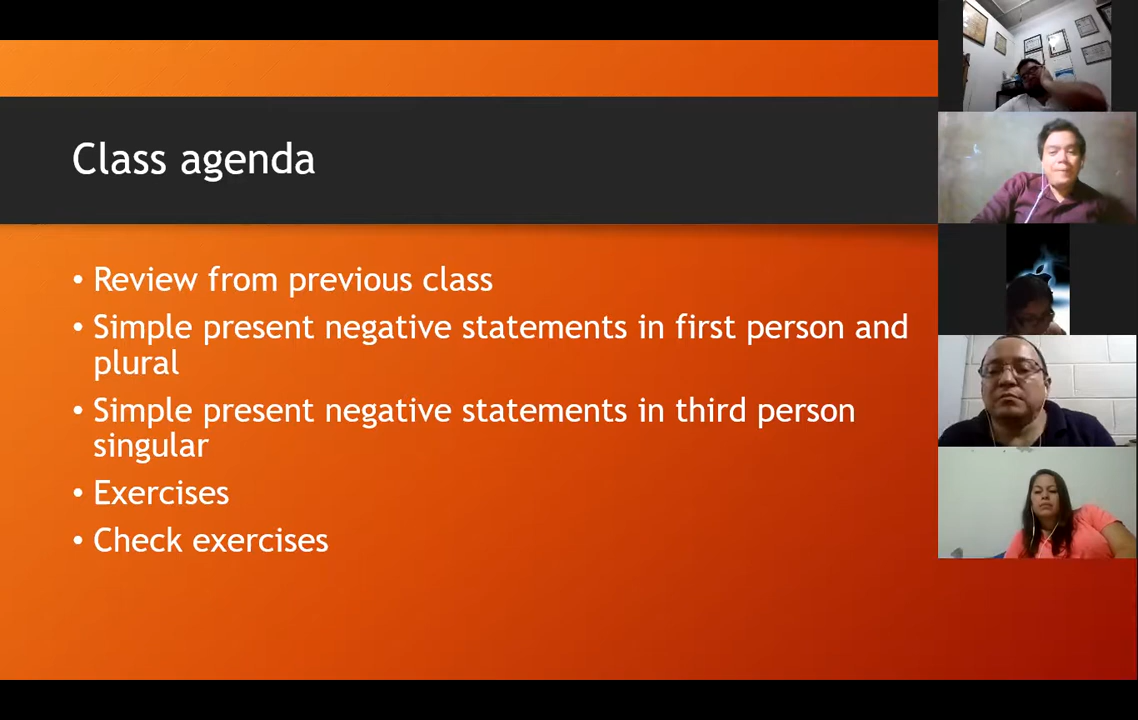 Class agenda
• Review from previous class
• Simple present negative statements in first person and
plural
• Simple present negative statements in third person
singular
• Exercises
• Check exercises